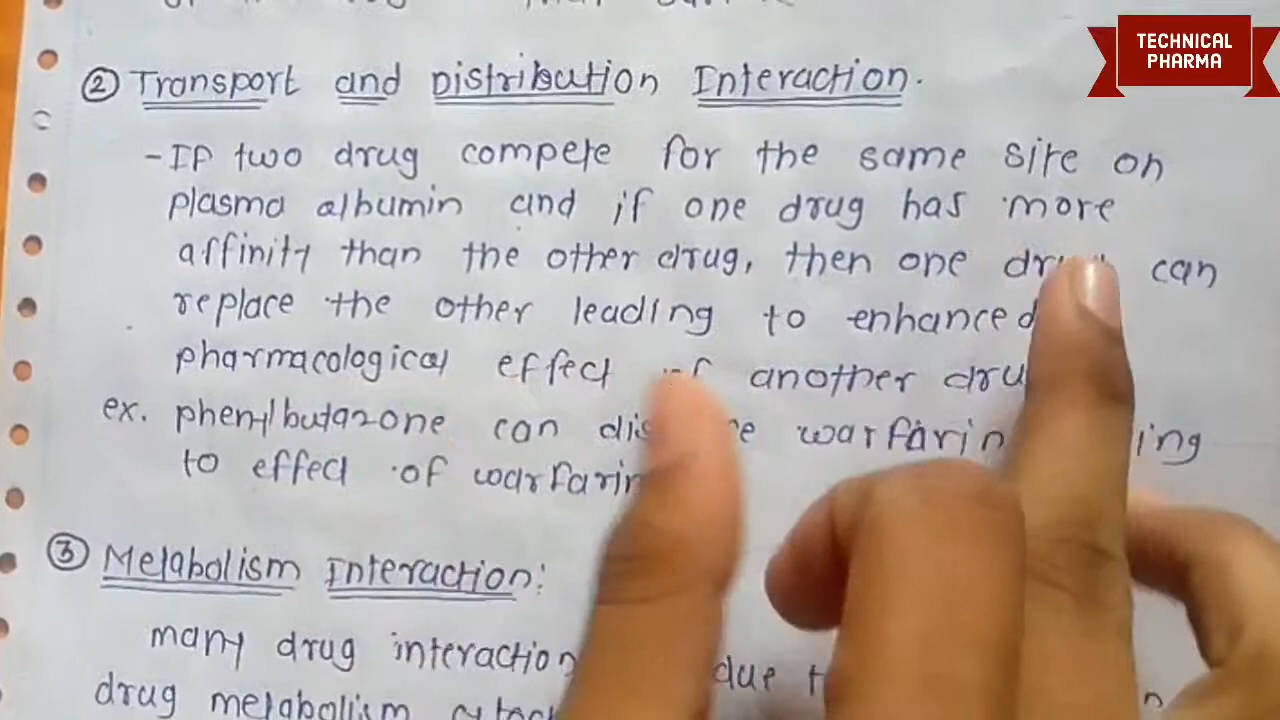 TECHNICAL
PHARMA
② Transport and Distribution Interaction.
- If two drug compete for the same site on
plasma albumin and if one drug has more
affinity than the other drug, then one can
replace the other leading to enhanced
pharmacological effect of another
ex. phenylbutazone can warfarin
to effect of warfarin
③ Metabolism Interaction:
many drug interaction due
drug metabolism